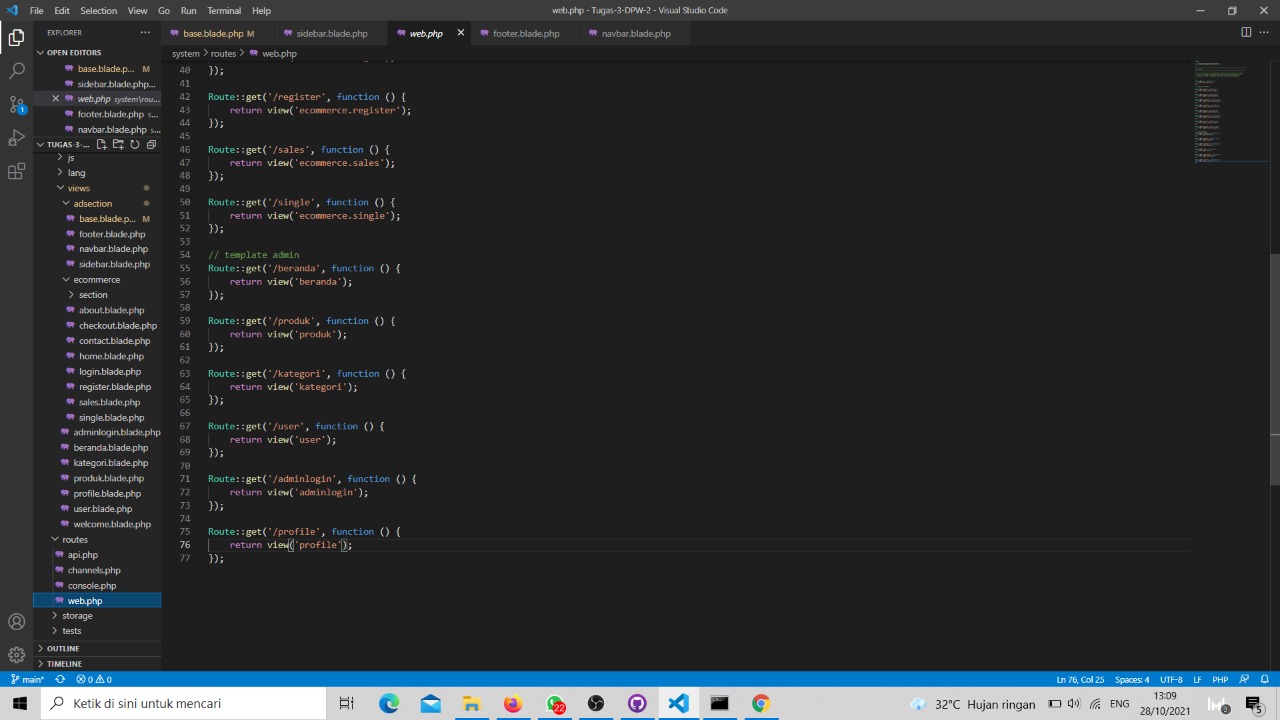 File Edit Selection View Go Run Terminal Help
web.php - Tugas-3-DPW-2 - Visual Studio Code
EXPLORER
base.blade.php M
sidebar.blade.php
web.php
footer.blade.php
navbar.blade.php
OPEN EDITORS
base.blade.p... M
sidebar.blade.php...
web.php system\rou...
footer.blade.php s...
navbar.blade.php s...
TUGAS-3-...
js
lang
views
adsection
base.blade.p... M
footer.blade.php
navbar.blade.php
sidebar.blade.php
ecommerce
section
about.blade.php
checkout.blade.php
contact.blade.php
home.blade.php
login.blade.php
register.blade.php
sales.blade.php
single.blade.php
adminlogin.blade.php
beranda.blade.php
kategori.blade.php
produk.blade.php
profile.blade.php
user.blade.php
welcome.blade.php
routes
api.php
channels.php
console.php
web.php
storage
tests
OUTLINE
TIMELINE
1
system > routes > web.php
40 });
41
42 Route::get('/register', function () {
43 return view('ecommerce.register');
44 });
45
46 Route::get('/sales', function () {
47 return view('ecommerce.sales');
48 });
49
50 Route::get('/single', function () {
51 return view('ecommerce.single');
52 });
53
54 // template admin
55 Route::get('/beranda', function () {
56 return view('beranda');
57 });
58
59 Route::get('/produk', function () {
60 return view('produk');
61 });
62
63 Route::get('/kategori', function () {
64 return view('kategori');
65 });
66
67 Route::get('/user', function () {
68 return view('user');
69 });
70
71 Route::get('/adminlogin', function () {
72 return view('adminlogin');
73 });
74
75 Route::get('/profile', function () {
76 return view('profile');
77 });
main* 0 0
Ln 76, Col 25 Spaces: 4 UTF-8 LF PHP
Ketik di sini untuk mencari
22
32°C Hujan ringan
ENG
13:09
28/10/2021
5